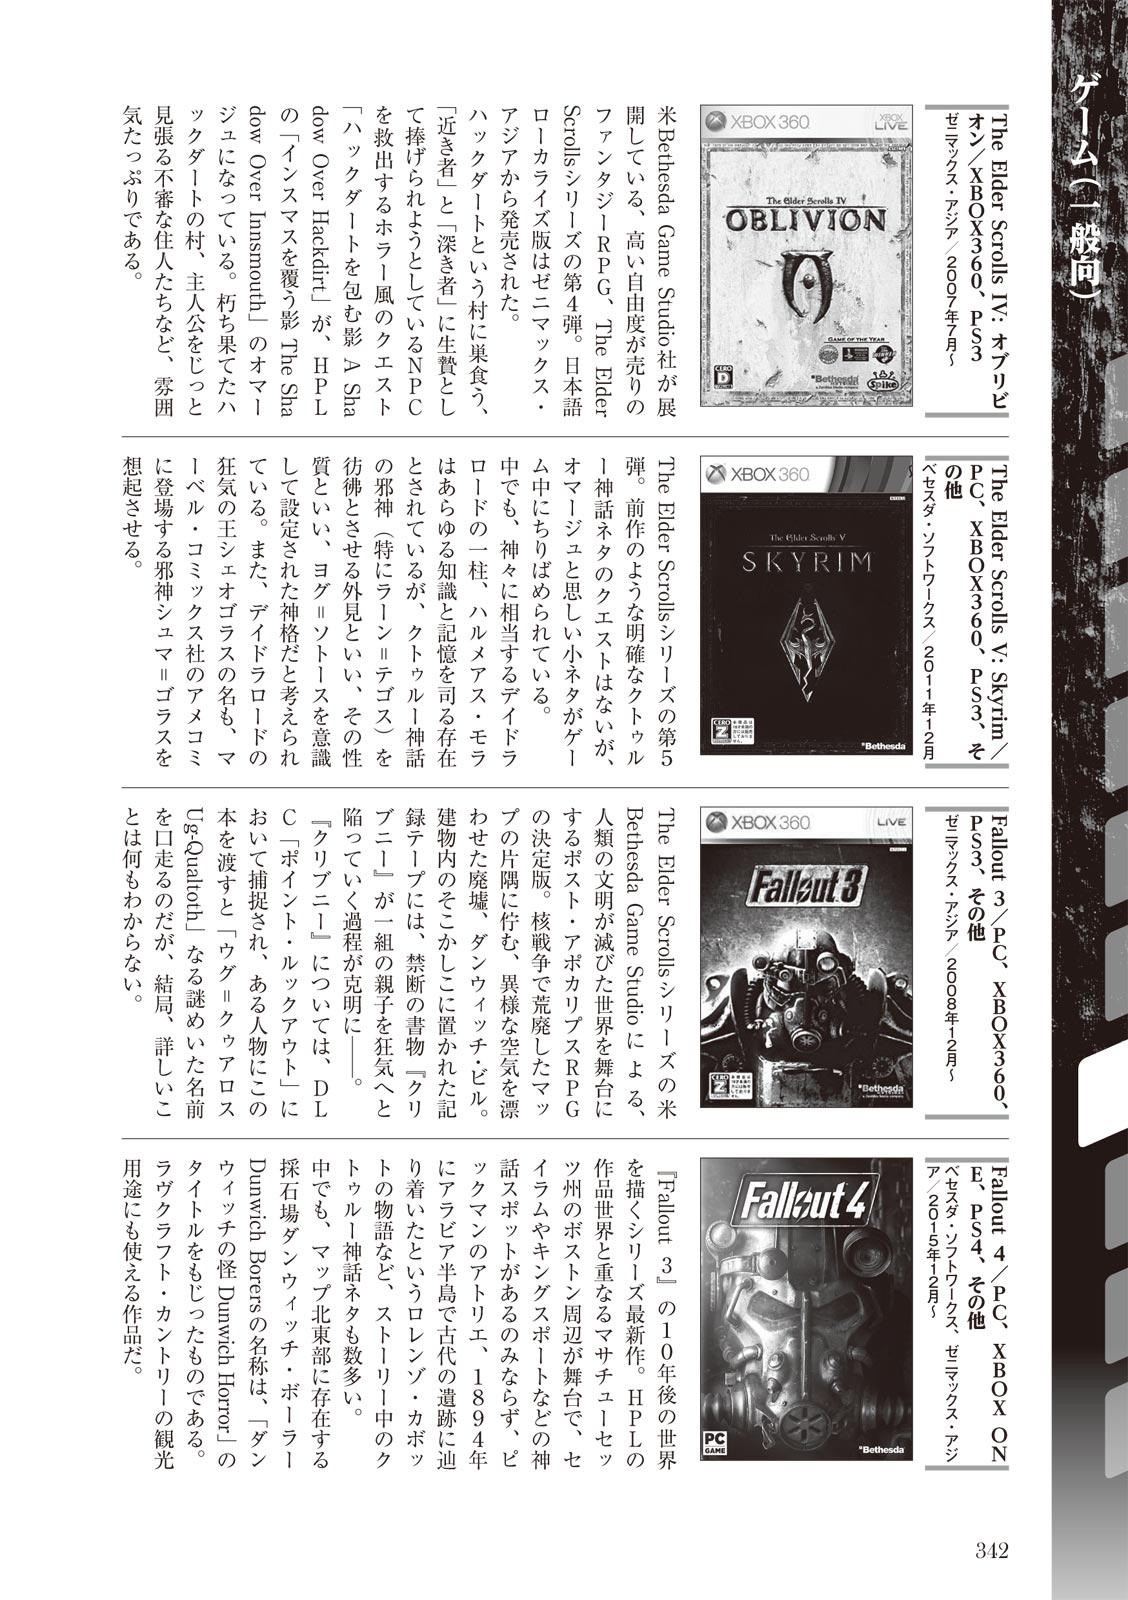 ゲーム(一般向)
The Elder Scrolls IV: オブリビ
オン／XBOX360、PS3
ゼニマックス・アジア／2007年7月～
XBOX 360
XBOX
LIVE
The Elder Scrolls IV
OBLIVION
GAME OF THE YEAR
CERO
D
Bethesda
Spike
米Bethesda Game Studio社が展
開している、高い自由度が売りの
ファンタジーRPG、The Elder
Scrollsシリーズの第4弾。日本語
ローカライズ版はゼニマックス・
アジアから発売された。
ハックダートという村に巣食う、
「近き者」と「深き者」に生贄とし
て捧げられようとしているNPC
を救出するホラー風のクエスト
「ハックダートを包む影 A Sha
dow Over Hackdirt」が、HPL
の「インスマスを覆う影 The Sha
dow Over Innsmouth」のオマー
ジュになっている。朽ち果てたハ
ックダートの村、主人公をじっと
見張る不審な住人たちなど、雰囲
気たっぷりである。
The Elder Scrolls V: Skyrim／
PC、XBOX360、PS3、そ
の他
ベセスダ・ソフトワークス／2011年12月
XBOX 360
The Elder Scrolls V
SKYRIM
CERO
Z
Bethesda
The Elder Scrollsシリーズの第5
弾。前作のような明確なクトゥル
ー神話ネタのクエストはないが、
オマージュと思しい小ネタがゲー
ム中にちりばめられている。
中でも、神々に相当するデイドラ
ロードの一柱、ハルメアス・モラ
はあらゆる知識と記憶を司る存在
とされているが、クトゥルー神話
の邪神（特にラーン＝テゴス）を
彷彿とさせる外見といい、その性
質といい、ヨグ＝ソトースを意識
して設定された神格だと考えられ
ている。また、デイドラロードの
狂気の王シェオゴラスの名も、マ
ーベル・コミックス社のアメコミ
に登場する邪神シュマ＝ゴラスを
想起させる。
Fallout 3／PC、XBOX360、
PS3、その他
ゼニマックス・アジア／2008年12月～
XBOX 360
LIVE
Fallout 3
CERO
Z
Bethesda
The Elder Scrollsシリーズの米
Bethesda Game Studioによる、
人類の文明が滅びた世界を舞台に
するポスト・アポカリプスRPG
の決定版。核戦争で荒廃したマッ
プの片隅に佇む、異様な空気を漂
わせた廃墟、ダンウィッチ・ビル。
建物内のそこかしこに置かれた記
録テープには、禁断の書物『クリ
ブニー』が一組の親子を狂気へと
陥っていく過程が克明に――。
『クリブニー』については、DL
C「ポイント・ルックアウト」に
おいて捕捉され、ある人物にこの
本を渡すと「ウグ＝クゥアロス
Ug-Qualtoth」なる謎めいた名前
を口走るのだが、結局、詳しいこ
とは何もわからない。
Fallout 4／PC、XBOX ON
E、PS4、その他
ベセスダ・ソフトワークス、ゼニマックス・アジ
ア／2015年12月～
Fallout 4
PC
GAME
Bethesda
『Fallout 3』の10年後の世界
を描くシリーズ最新作。HPLの
作品世界と重なるマサチューセッ
ツ州のボストン周辺が舞台で、セ
イラムやキングスポートなどの神
話スポットがあるのみならず、ピ
ックマンのアトリエ、1894年
にアラビア半島で古代の遺跡に辿
り着いたというロレンゾ・カボッ
トの物語など、ストーリー中のク
トゥルー神話ネタも数多い。
中でも、マップ北東部に存在する
採石場ダンウィッチ・ボーラー
Dunwich Borersの名称は、「ダン
ウィッチの怪 Dunwich Horror」の
タイトルをもじったものである。
ラヴクラフト・カントリーの観光
用途にも使える作品だ。
342